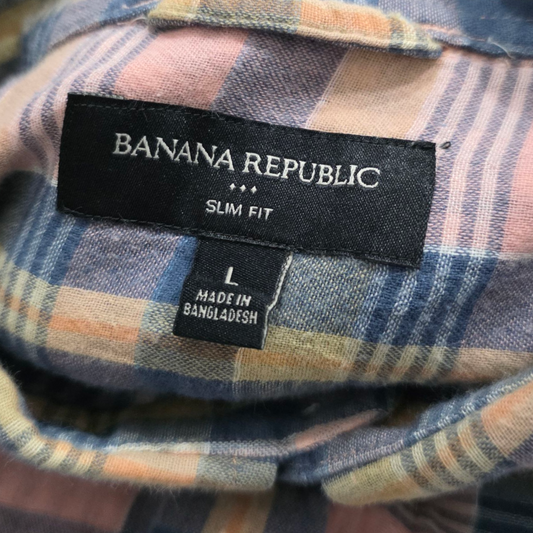 BANANA REPUBLIC
SLIM FIT
L
MADE IN
BANGLADESH